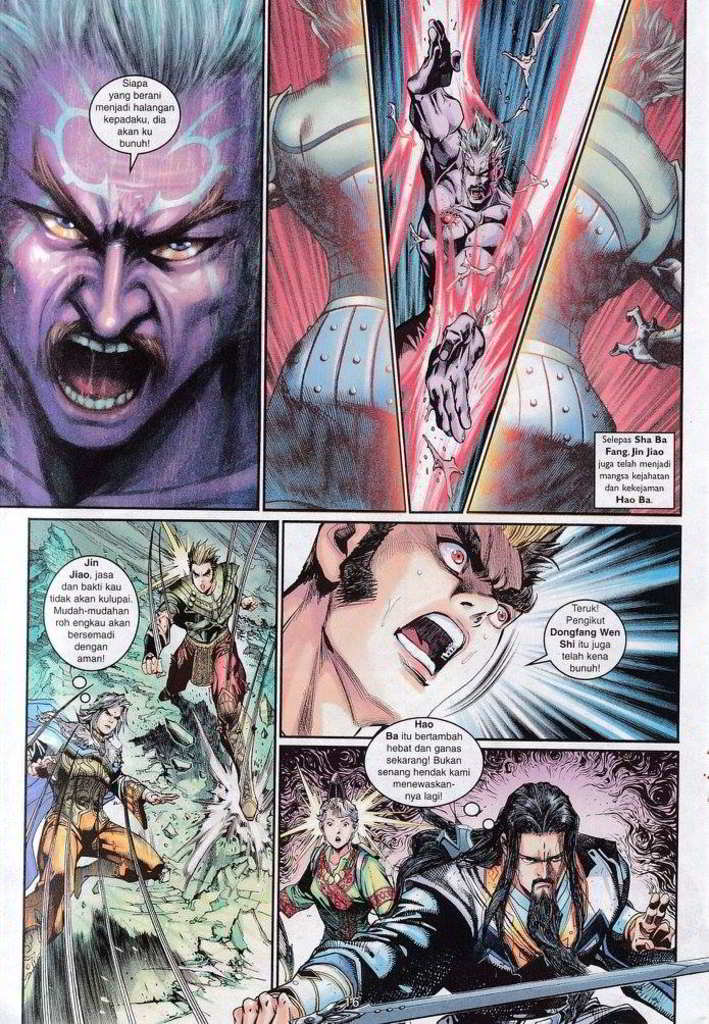 Siapa
yang berani
menjadi halangan
kepadaku, dia
akan ku
bunuh!
Selepas Sha Ba
Fang, Jin Jiao
juga telah menjadi
mangsa kejahatan
dan kekejaman
Hao Ba.
Jin
Jiao, jasa
dan bakti kau
tidak akan kulupai.
Mudah-mudahan
roh engkau akan
bersemadi
dengan
aman!
Teruk!
Pengikut
Dongfang Wen
Shi itu juga
telah kena
bunuh!
Hao
Ba itu bertambah
hebat dan ganas
sekarang! Bukan
senang hendak kami
menewaskan-
nya lagi!
16